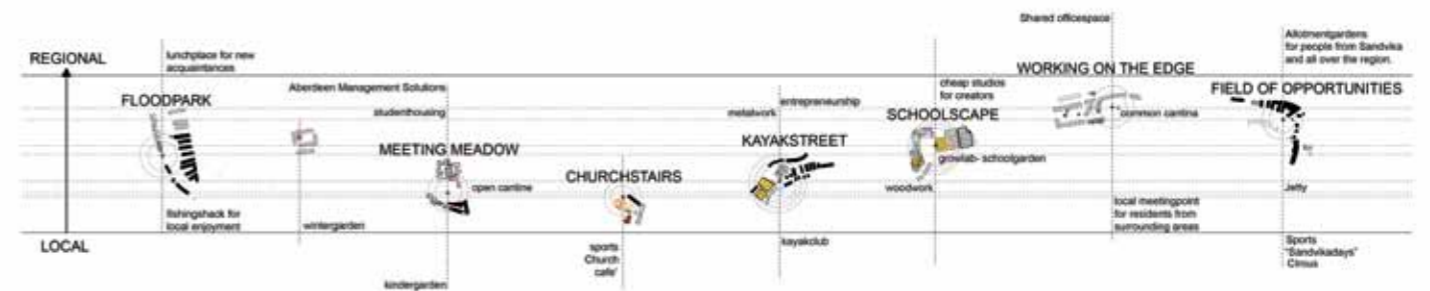 REGIONAL
LOCAL
lunchplace for new
acquaintances
FLOODPARK
fishingshack for
local enjoyment
wintergarden
Aberdeen Management Solutions
studenthousing
MEETING MEADOW
open cantine
kindergarden
CHURCHSTAIRS
sports
Church
cafe'
metalwork
entrepreneurship
KAYAKSTREET
kayakclub
cheap studios
for creators
SCHOOLSCAPE
growlab- schoolgarden
woodwork
Shared officespace
WORKING ON THE EDGE
common cantina
local meetingpoint
for residents from
surrounding areas
Allotmentgardens
for people from Sandvika
and all over the region.
FIELD OF OPPORTUNITIES
Jetty
Sports
"Sandvikadays"